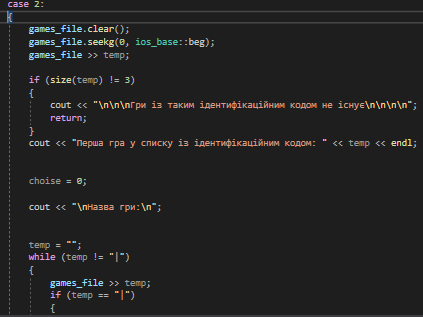 case 2:
{
games_file.clear();
games_file.seekg(0, ios_base::beg);
games_file >> temp;
if (size(temp) != 3)
{
cout << "\n\n\nГри із таким ідентифікаційним кодом не існує\n\n\n\n";
return;
}
cout << "Перша гра у списку із ідентифікаційним кодом: " << temp << endl;
choise = 0;
cout << "\nНазва гри:\n";
temp = "";
while (temp != "|")
{
games_file >> temp;
if (temp == "|")
{